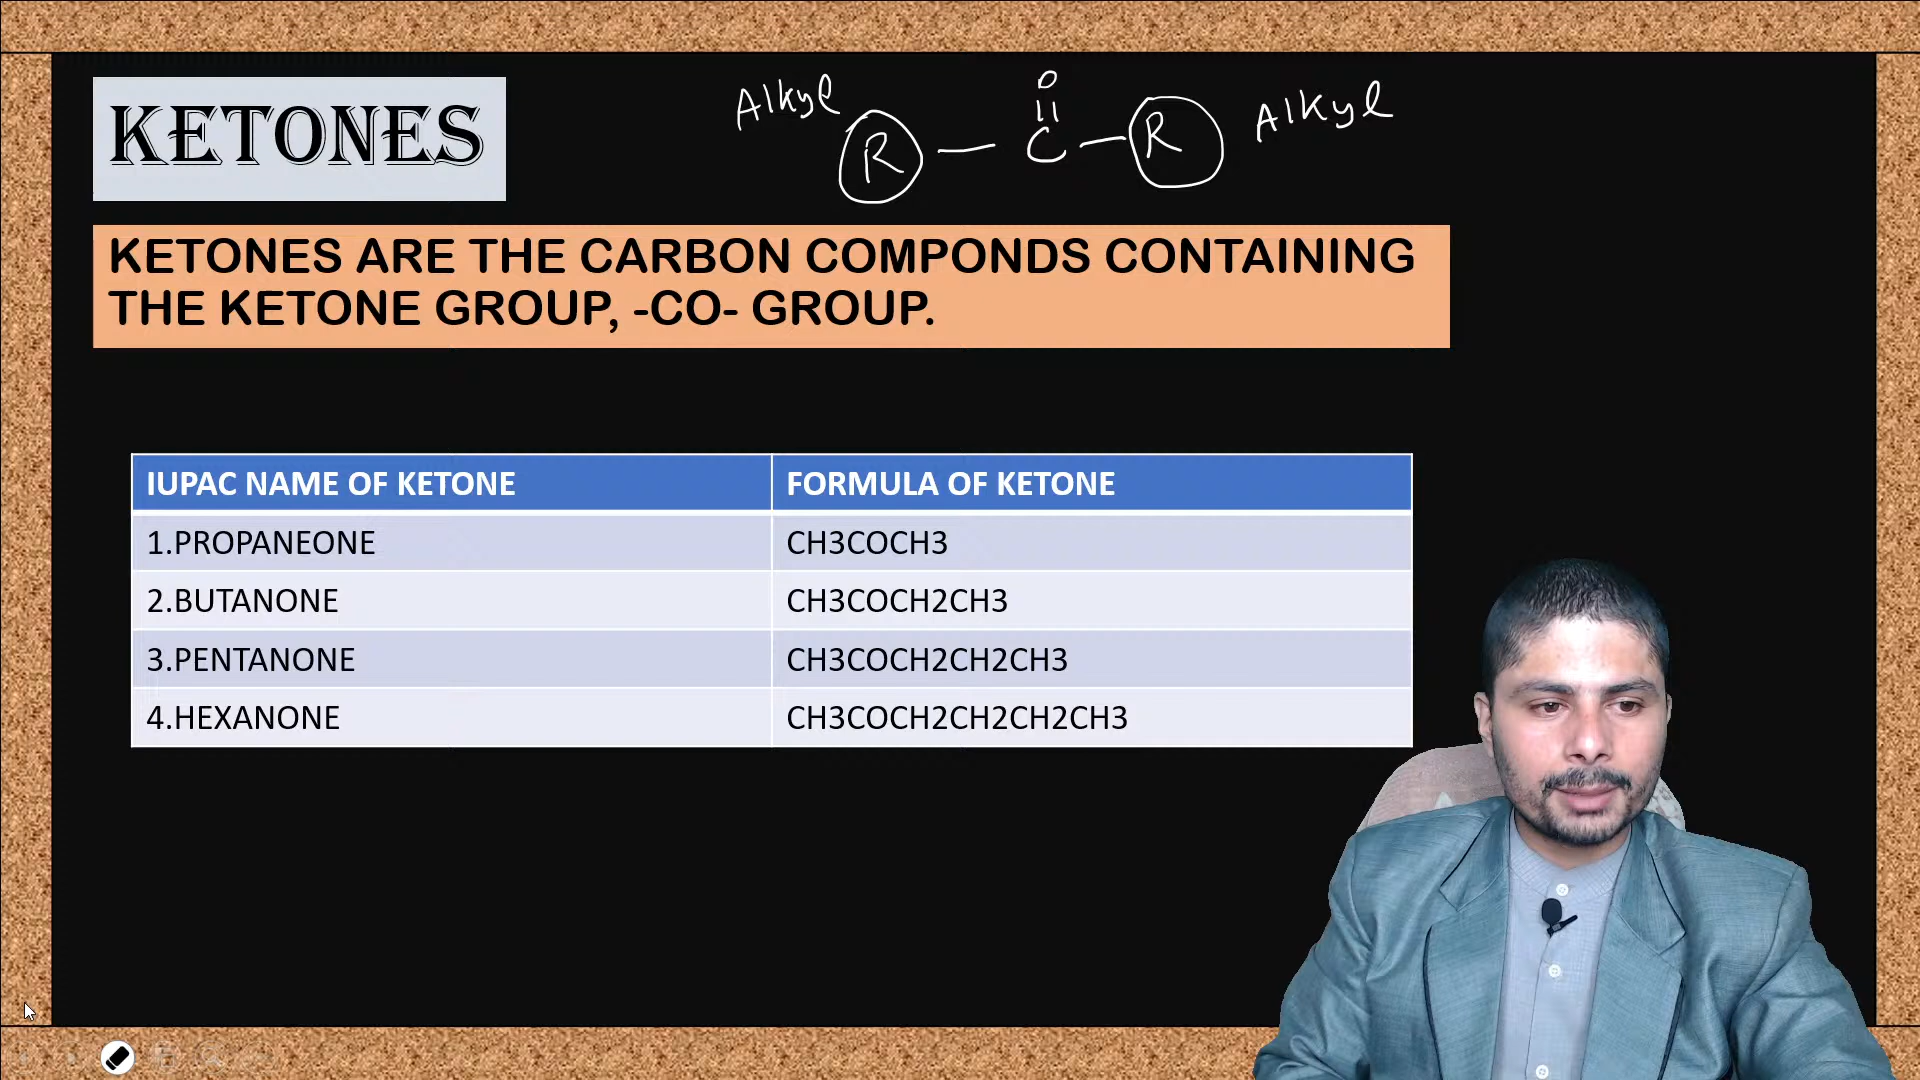 KETONES
Alkyl
O
R — C — R
Alkyl
KETONES ARE THE CARBON COMPONDS CONTAINING
THE KETONE GROUP, -CO- GROUP.
IUPAC NAME OF KETONE
FORMULA OF KETONE
1.PROPANEONE
CH3COCH3
2.BUTANONE
CH3COCH2CH3
3.PENTANONE
CH3COCH2CH2CH3
4.HEXANONE
CH3COCH2CH2CH2CH3